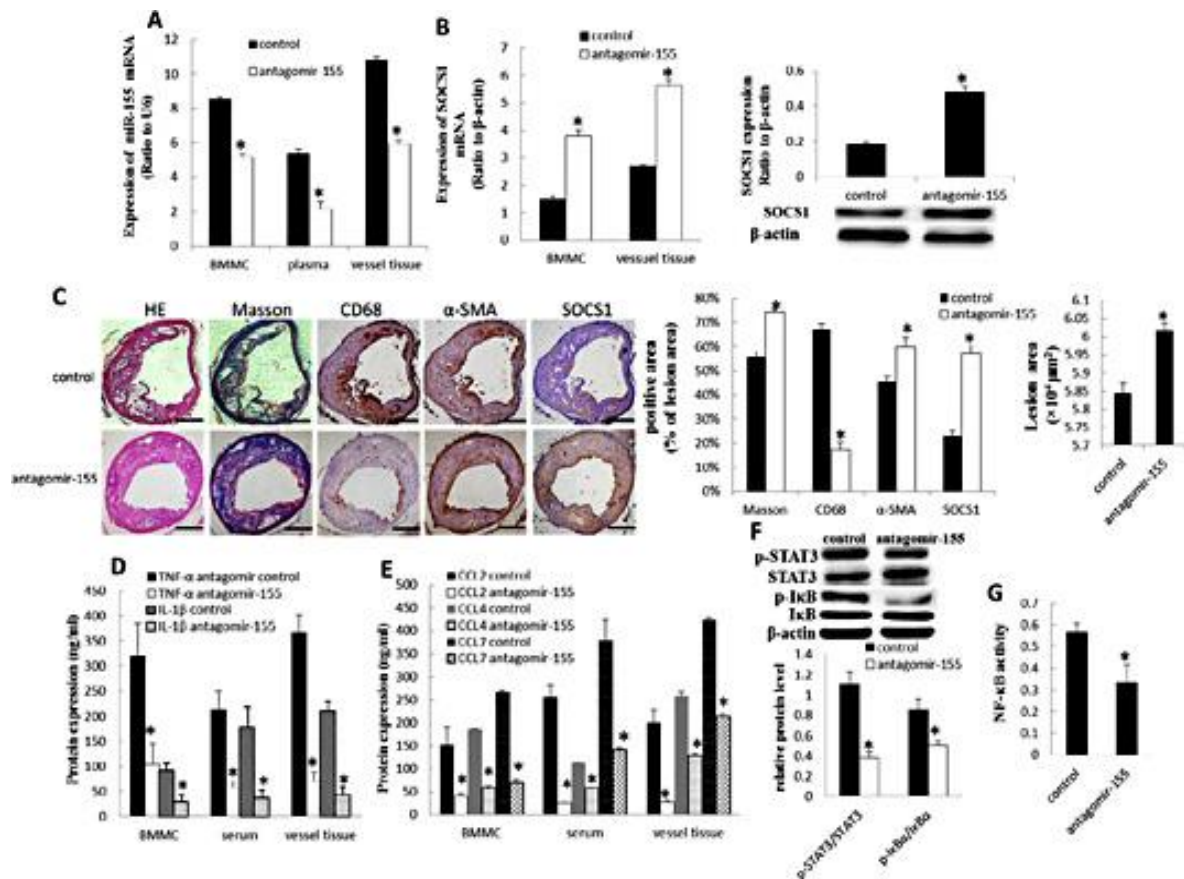 A
control
antagomir-155
Expression of miR-155 mRNA
(Ratio to U6)
12
10
8
6
4
2
0
*
*
*
BMMC
plasma
vessel tissue
B
control
antagomir-155
Expression of SOCS1
mRNA
(Ratio to β-actin)
7
6
5
4
3
2
1
0
*
*
BMMC
vessuel tissue
SOCS1 expression
Ratio to β-actin
0.6
0.4
0.2
0
*
control
antagomir-155
SOCS1
β-actin
C
HE
Masson
CD68
α-SMA
SOCS1
control
antagomir-155
positive area
(% of lesion area)
80%
70%
60%
50%
40%
30%
20%
10%
0%
control
antagomir-155
*
*
*
*
Masson
CD68
α-SMA
SOCS1
Lesion area
(×10⁴ μm²)
6.1
6.05
6
5.95
5.9
5.85
5.8
5.75
5.7
*
control
antagomir-155
D
TNF-α antagomir control
TNF-α antagomir-155
IL-1β control
IL-1β antagomir-155
Protein expression (ng/ml)
450
400
350
300
250
200
150
100
50
0
*
*
*
*
*
*
BMMC
serum
vessel tissue
E
CCL2 control
CCL2 antagomir-155
CCL4 control
CCL4 antagomir-155
CCL7 control
CCL7 antagomir-155
Protein expression (ng/ml)
500
450
400
350
300
250
200
150
100
50
0
*
*
*
*
*
*
*
*
*
BMMC
serum
vessel tissue
F
control
antagomir-155
p-STAT3
STAT3
p-IκB
IκB
β-actin
control
antagomir-155
relative protein level
1.4
1.2
1
0.8
0.6
0.4
0.2
0
*
*
p-STAT3/STAT3
p-IκBα/IκBα
G
NF-κB activity
0.7
0.6
0.5
0.4
0.3
0.2
0.1
0
*
control
antagomir-155